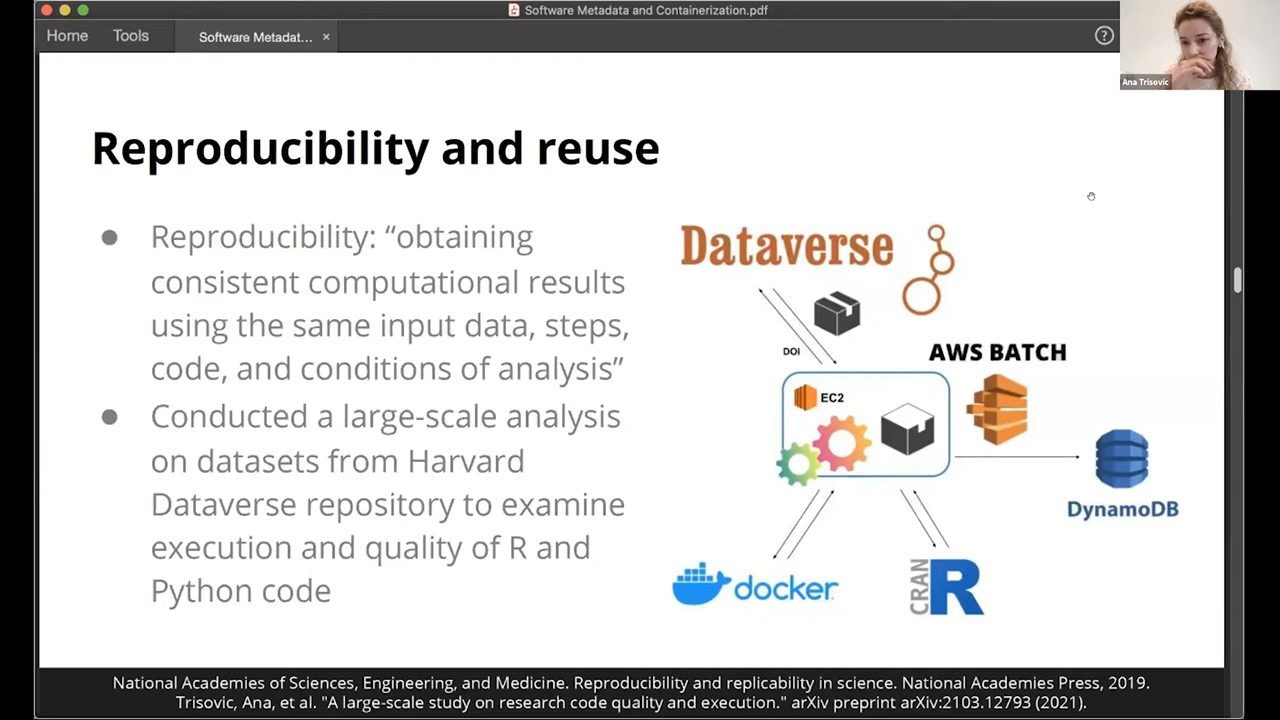 Software Metadata and Containerization.pdf
Home
Tools
Software Metadat...
×
?
Ana Trisovic
Reproducibility and reuse
● Reproducibility: “obtaining
consistent computational results
using the same input data, steps,
code, and conditions of analysis”
● Conducted a large-scale analysis
on datasets from Harvard
Dataverse repository to examine
execution and quality of R and
Python code
Dataverse
DOI
AWS BATCH
EC2
DynamoDB
docker
CRAN
R
National Academies of Sciences, Engineering, and Medicine. Reproducibility and replicability in science. National Academies Press, 2019.
Trisovic, Ana, et al. "A large-scale study on research code quality and execution." arXiv preprint arXiv:2103.12793 (2021).